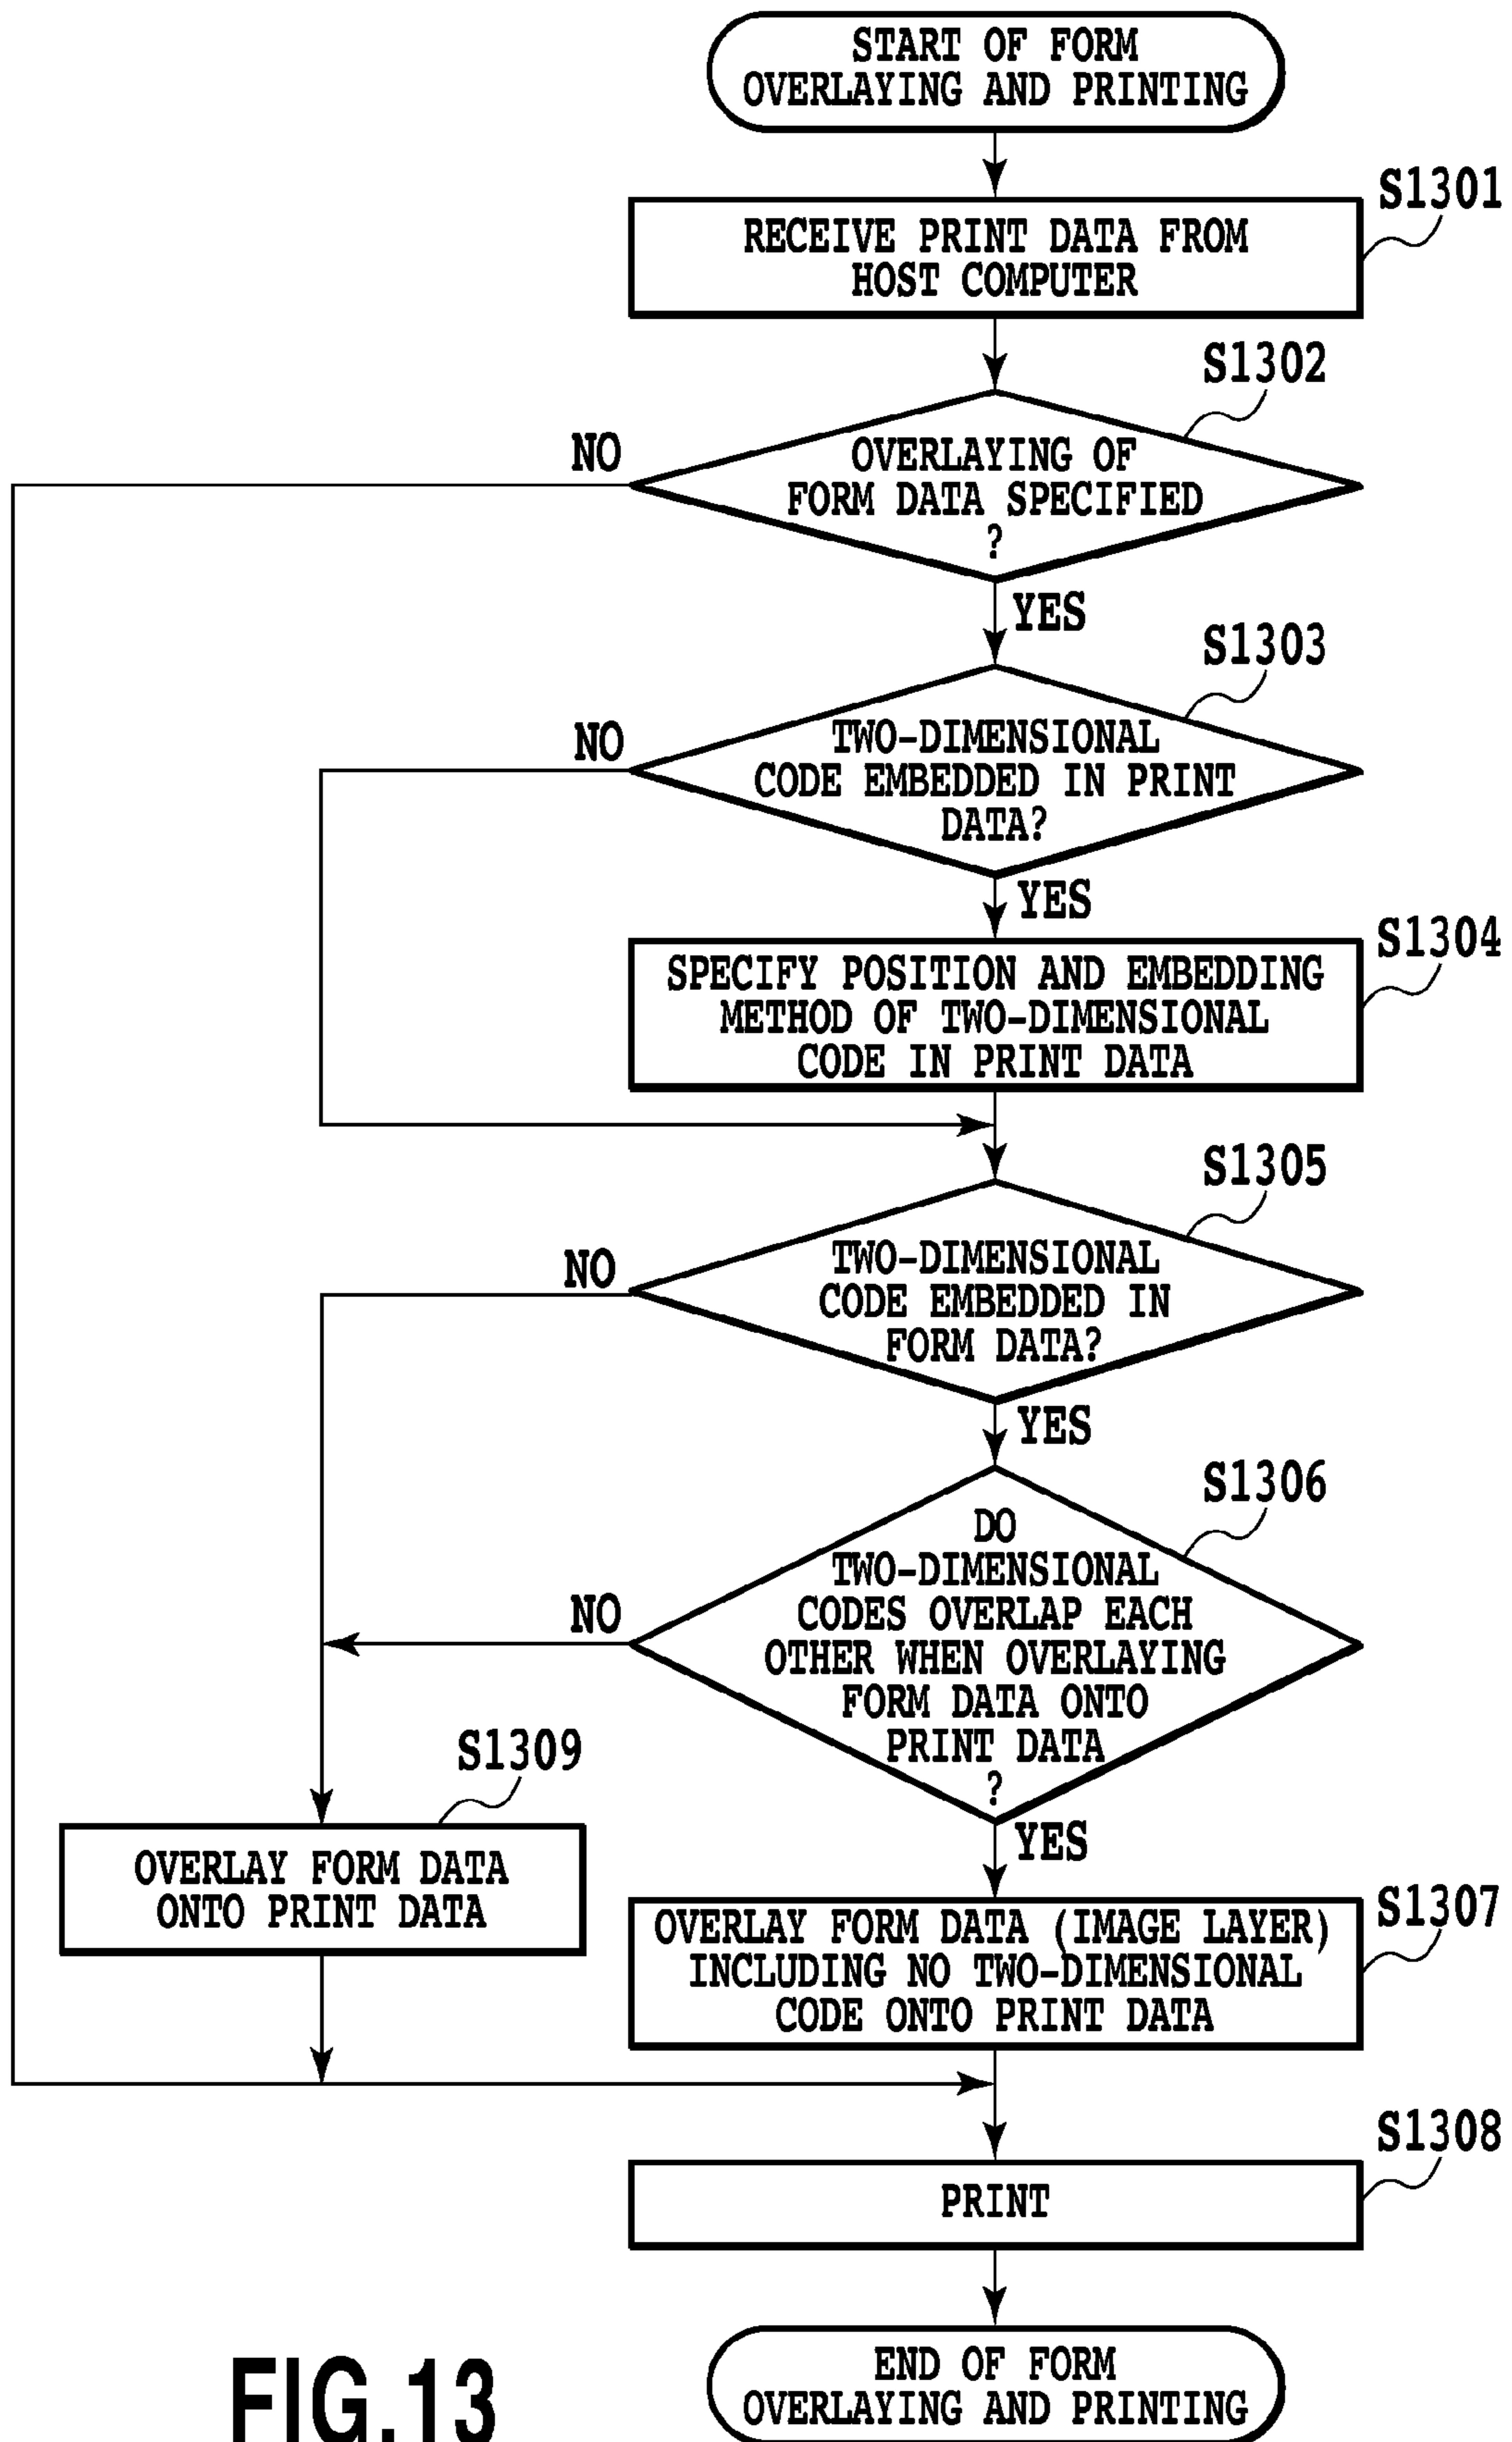 START OF FORM
OVERLAYING AND PRINTING
S1301
RECEIVE PRINT DATA FROM
HOST COMPUTER
S1302
NO
OVERLAYING OF
FORM DATA SPECIFIED
?
YES
S1303
NO
TWO-DIMENSIONAL
CODE EMBEDDED IN PRINT
DATA?
YES
S1304
SPECIFY POSITION AND EMBEDDING
METHOD OF TWO-DIMENSIONAL
CODE IN PRINT DATA
S1305
NO
TWO-DIMENSIONAL
CODE EMBEDDED IN
FORM DATA?
YES
S1306
NO
DO
TWO-DIMENSIONAL
CODES OVERLAP EACH
OTHER WHEN OVERLAYING
FORM DATA ONTO
PRINT DATA
?
YES
S1309
OVERLAY FORM DATA
ONTO PRINT DATA
S1307
OVERLAY FORM DATA (IMAGE LAYER)
INCLUDING NO TWO-DIMENSIONAL
CODE ONTO PRINT DATA
S1308
PRINT
END OF FORM
OVERLAYING AND PRINTING
FIG.13